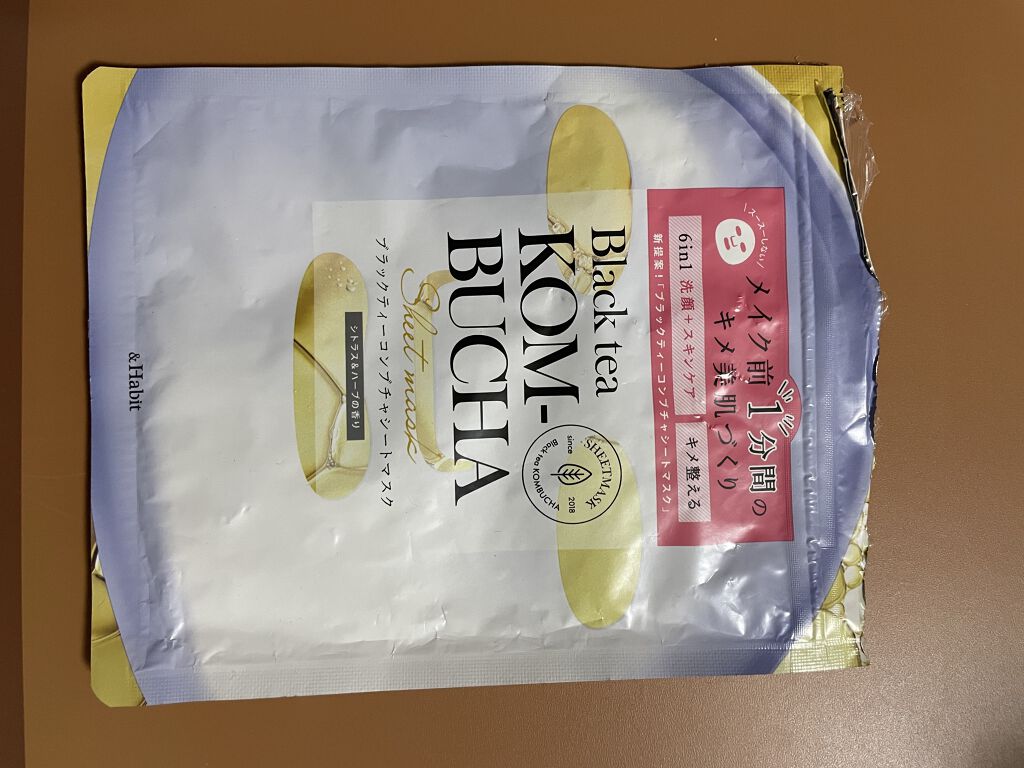 \スースーしない/
メイク前1分間の
キメ美肌づくり
6in1 洗顔+スキンケア キメ整える
新提案!「ブラックティーコンブチャシートマスク」
Black tea
KOM-
BUCHA
Sheet mask
ブラックティーコンブチャシートマスク
SHEETMASK
since 2018
Black tea KOMBUCHA
シトラス&ハーブの香り
&Habit